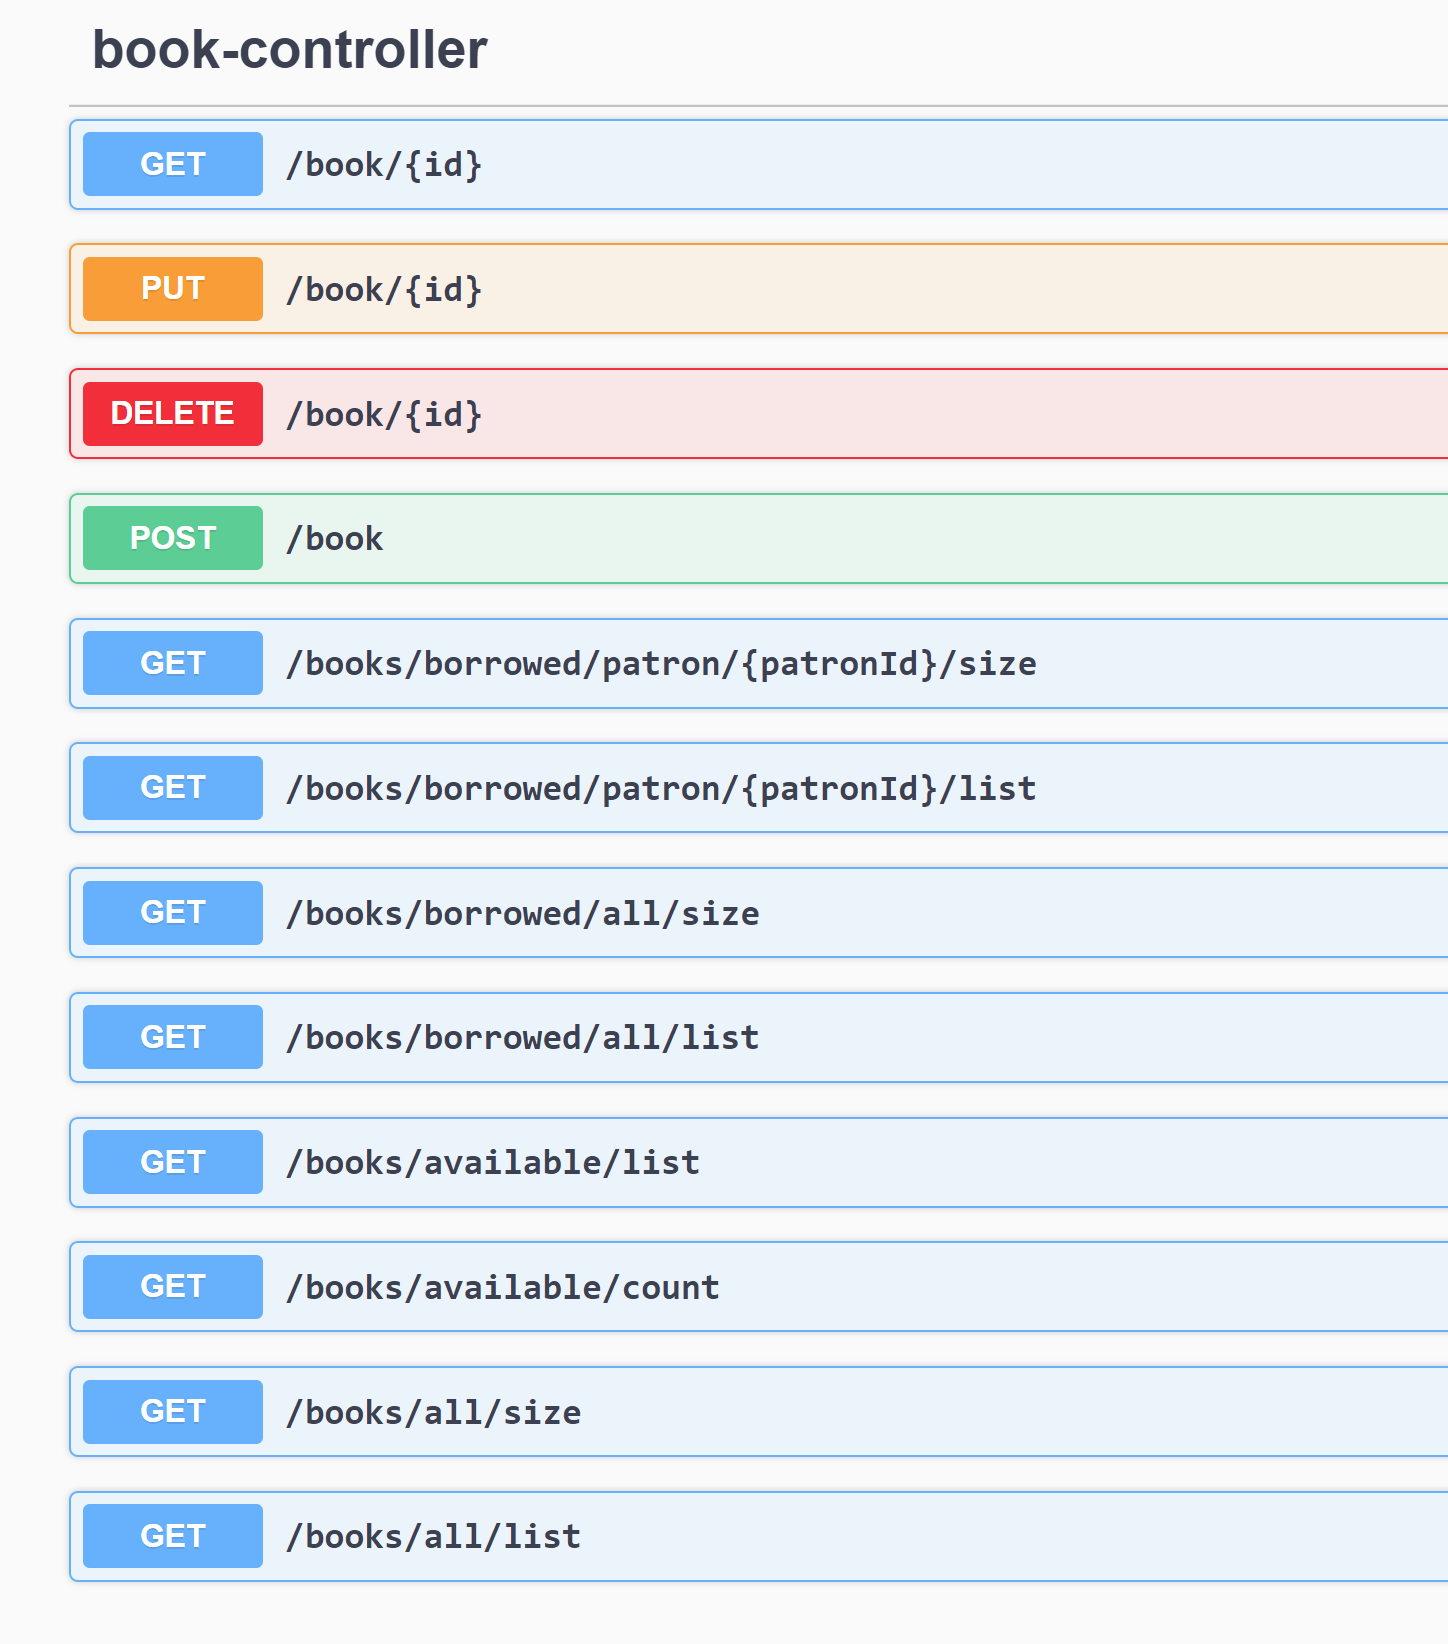 book-controller
GET /book/{id}
PUT /book/{id}
DELETE /book/{id}
POST /book
GET /books/borrowed/patron/{patronId}/size
GET /books/borrowed/patron/{patronId}/list
GET /books/borrowed/all/size
GET /books/borrowed/all/list
GET /books/available/list
GET /books/available/count
GET /books/all/size
GET /books/all/list